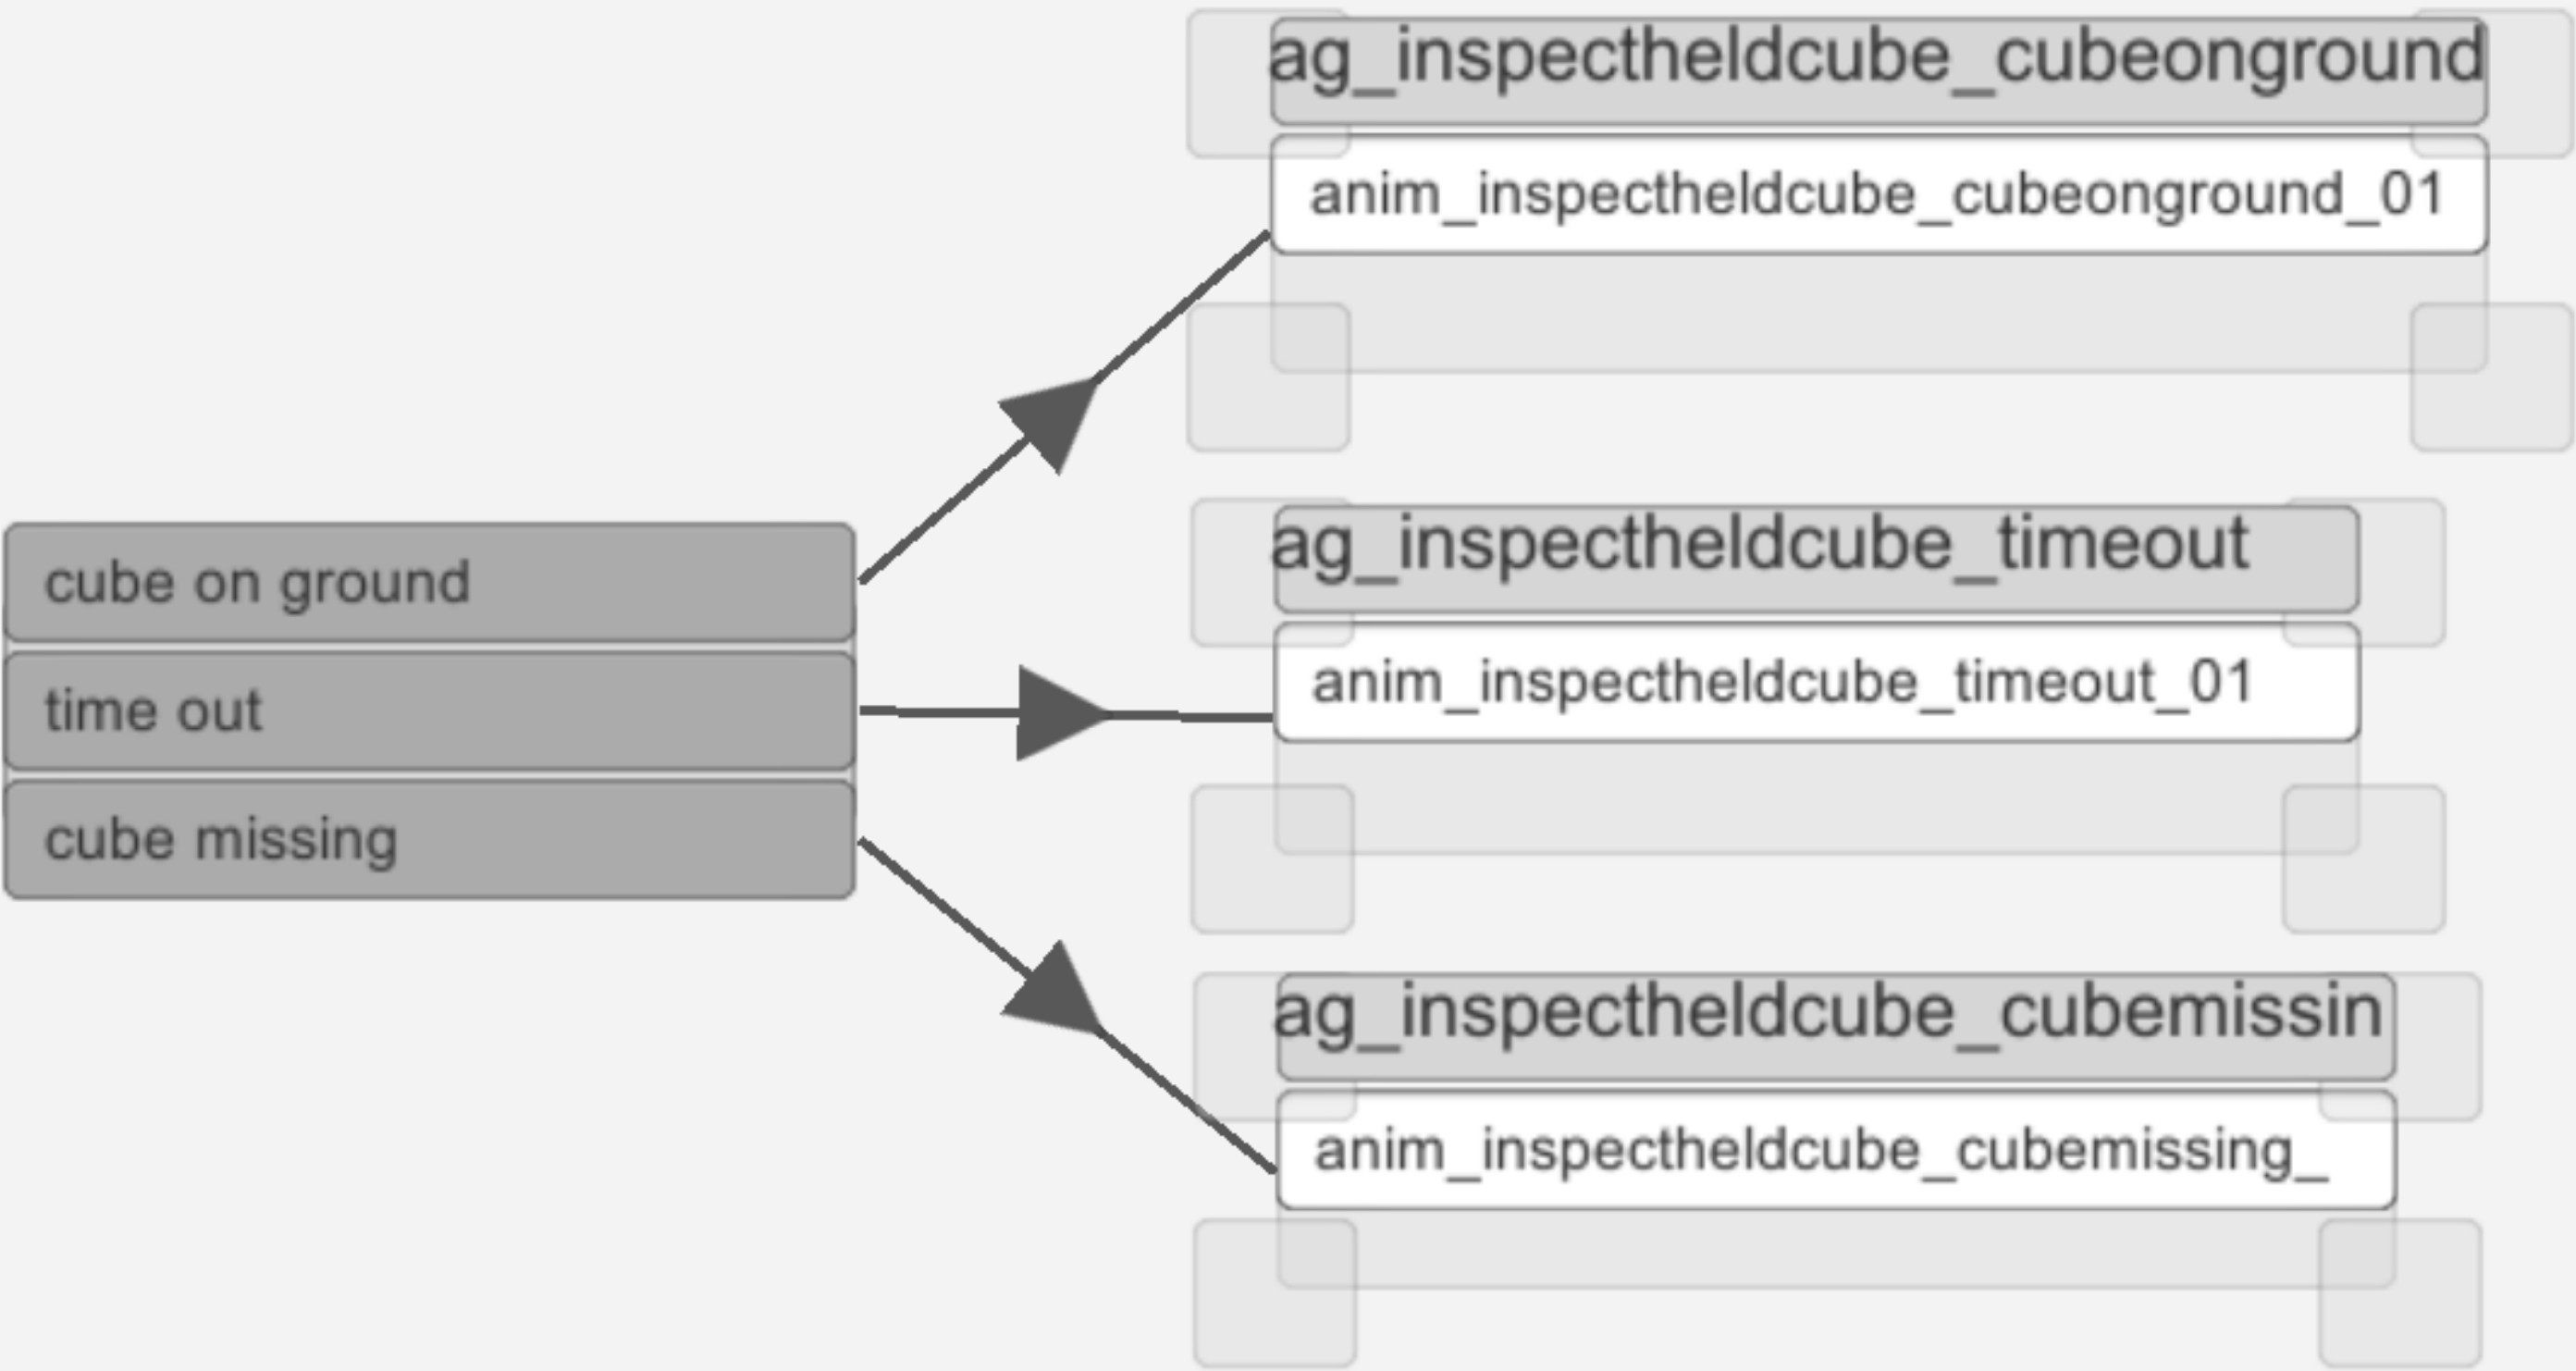 ag_inspectheldcube_cubeonground
anim_inspectheldcube_cubeonground_01
cube on ground
time out
cube missing
ag_inspectheldcube_timeout
anim_inspectheldcube_timeout_01
ag_inspectheldcube_cubemissin
anim_inspectheldcube_cubemissing_